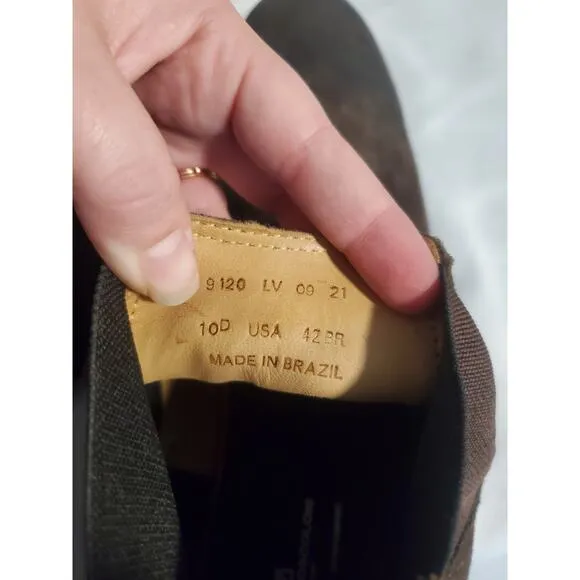 9120 LV 09 21
10D USA 42 BR
MADE IN BRAZIL